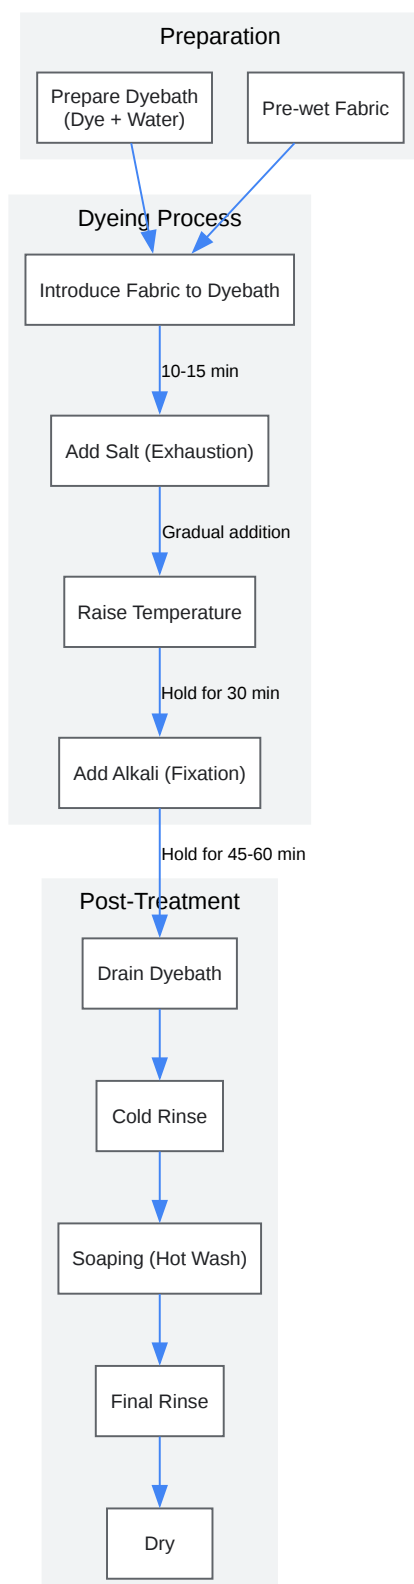 Preparation
Prepare Dyebath
(Dye + Water)
Pre-wet Fabric
Dyeing Process
Introduce Fabric to Dyebath
10-15 min
Add Salt (Exhaustion)
Gradual addition
Raise Temperature
Hold for 30 min
Add Alkali (Fixation)
Hold for 45-60 min
Post-Treatment
Drain Dyebath
Cold Rinse
Soaping (Hot Wash)
Final Rinse
Dry